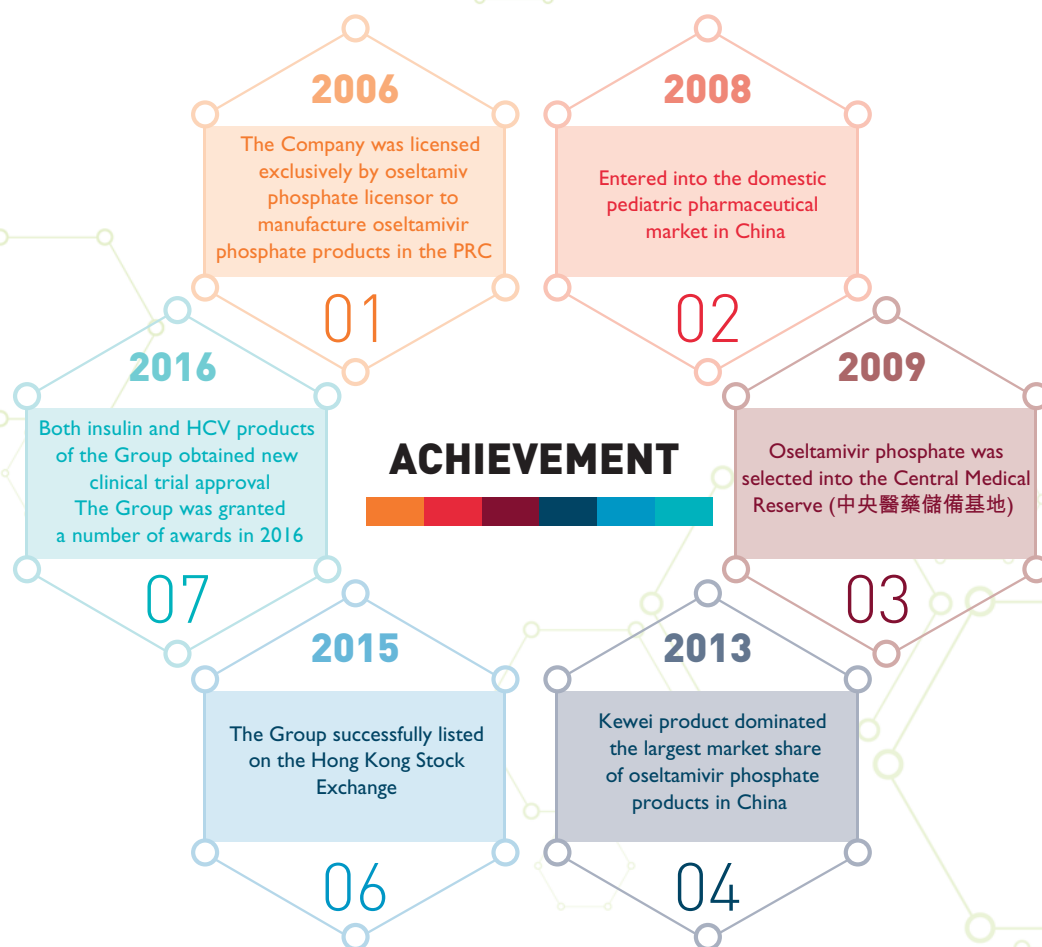 2006
The Company was licensed
exclusively by oseltamiv
phosphate licensor to
manufacture oseltamivir
phosphate products in the PRC
01
2008
Entered into the domestic
pediatric pharmaceutical
market in China
02
2016
Both insulin and HCV products
of the Group obtained new
clinical trial approval
The Group was granted
a number of awards in 2016
07
ACHIEVEMENT
2009
Oseltamivir phosphate was
selected into the Central Medical
Reserve (中央醫藥儲備基地)
03
2015
The Group successfully listed
on the Hong Kong Stock
Exchange
06
2013
Kewei product dominated
the largest market share
of oseltamivir phosphate
products in China
04